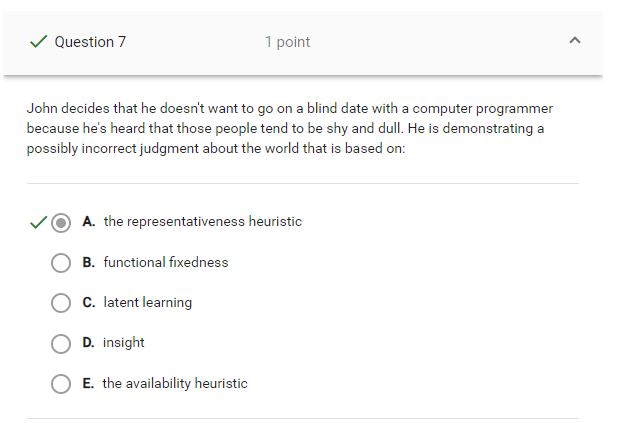 Question 7 1 point
John decides that he doesn't want to go on a blind date with a computer programmer
because he's heard that those people tend to be shy and dull. He is demonstrating a
possibly incorrect judgment about the world that is based on:
A. the representativeness heuristic
B. functional fixedness
C. latent learning
D. insight
E. the availability heuristic